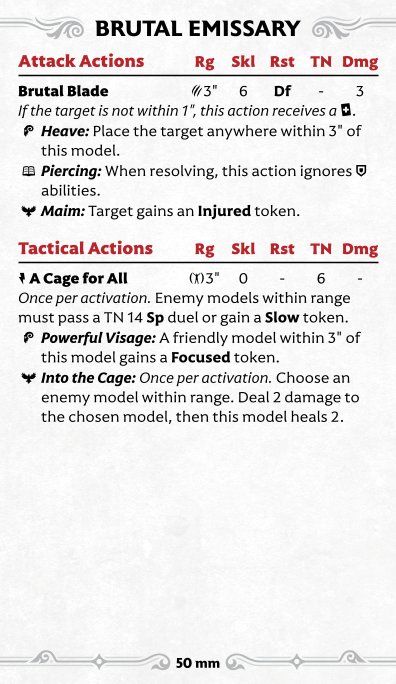 BRUTAL EMISSARY
Attack Actions Rg Skl Rst TN Dmg
Brutal Blade 3" 6 Df - 3
If the target is not within 1", this action receives a .
Heave: Place the target anywhere within 3" of
this model.
Piercing: When resolving, this action ignores
abilities.
Maim: Target gains an Injured token.
Tactical Actions Rg Skl Rst TN Dmg
A Cage for All 3" 0 - 6 -
Once per activation. Enemy models within range
must pass a TN 14 Sp duel or gain a Slow token.
Powerful Visage: A friendly model within 3" of
this model gains a Focused token.
Into the Cage: Once per activation. Choose an
enemy model within range. Deal 2 damage to
the chosen model, then this model heals 2.
50 mm